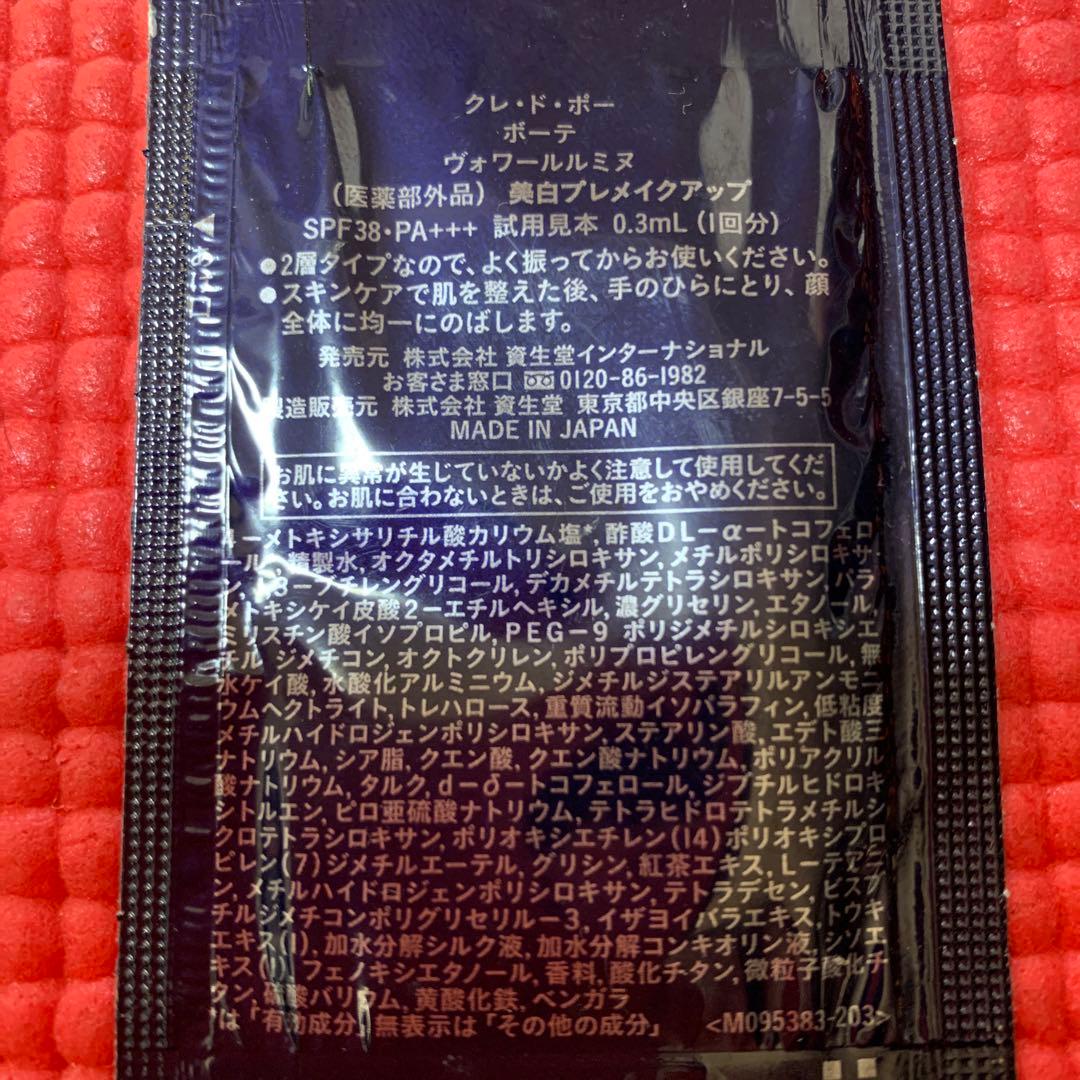 クレ・ド・ポー
ボーテ
ヴォワールルミヌ
(医薬部外品) 美白プレメイクアップ
SPF38・PA+++ 試用見本 0.3mL (1回分)
●2層タイプなので、よく振ってからお使いください。
●スキンケアで肌を整えた後、手のひらにとり、顔
全体に均一にのばします。
発売元 株式会社 資生堂インターナショナル
お客さま窓口 0120-86-1982
製造販売元 株式会社 資生堂 東京都中央区銀座7-5-5
MADE IN JAPAN
お肌に異常が生じていないかよく注意して使用してくだ
さい。お肌に合わないときは、ご使用をおやめください。
4-メトキシサリチル酸カリウム塩*, 酢酸DL-α-トコフェロ
ール, 精製水, オクタメチルトリシロキサン, メチルポリシロキサ
ン, 3-ブチレングリコール, デカメチルテトラシロキサン, パラ
メトキシケイ皮酸2-エチルヘキシル, 濃グリセリン, エタノール,
ミリスチン酸イソプロピル, PEG-9 ポリジメチルシロキシエ
チル ジメチコン, オクトクリレン, ポリプロピレングリコール, 無
水ケイ酸, 水酸化アルミニウム, ジメチルジステアリルアンモニ
ウムヘクトライト, トレハロース, 重質流動イソパラフィン, 低粘度
メチルハイドロジェンポリシロキサン, ステアリン酸, エデト酸三
ナトリウム, シア脂, クエン酸, クエン酸ナトリウム, ポリアクリル
酸ナトリウム, タルク, d-δ-トコフェロール, ジブチルヒドロキ
シトルエン, ピロ亜硫酸ナトリウム, テトラヒドロテトラメチルシ
クロテトラシロキサン, ポリオキシエチレン(14)ポリオキシプロ
ピレン(7)ジメチルエーテル, グリシン, 紅茶エキス, L-テアニ
ン, メチルハイドロジェンポリシロキサン, テトラデセン, ビスブ
チルジメチコンポリグリセリル-3, イザヨイバラエキス, トウキ
エキス(1), 加水分解シルク液, 加水分解コンキオリン液, シソエ
キス(1), フェノキシエタノール, 香料, 酸化チタン, 微粒子酸化チ
タン, 硫酸バリウム, 黄酸化鉄, ベンガラ
*は「有効成分」無表示は「その他の成分」 <M095383-203>